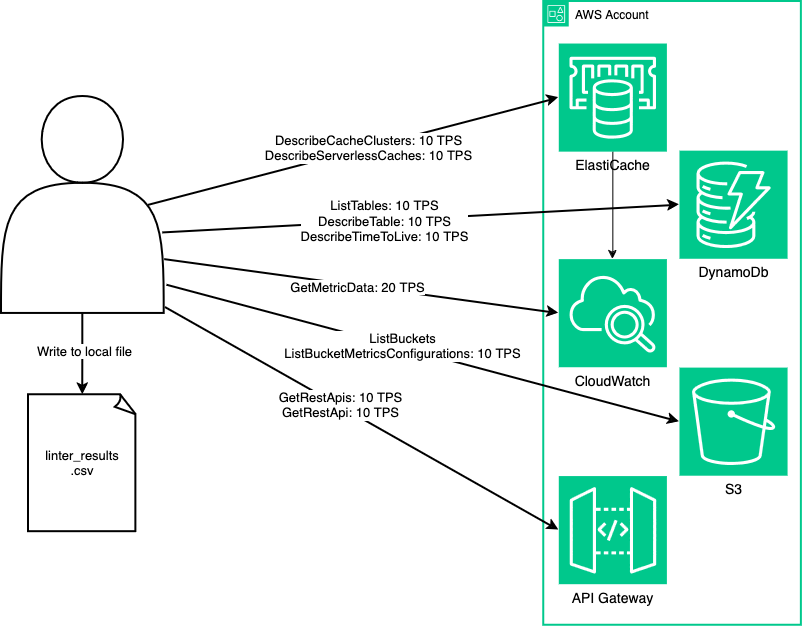 AWS Account
DescribeCacheClusters: 10 TPS
DescribeServerlessCaches: 10 TPS
ElastiCache
ListTables: 10 TPS
DescribeTable: 10 TPS
DescribeTimeToLive: 10 TPS
DynamoDb
GetMetricData: 20 TPS
CloudWatch
ListBuckets
ListBucketMetricsConfigurations: 10 TPS
S3
GetRestApis: 10 TPS
GetRestApi: 10 TPS
API Gateway
Write to local file
linter_results
.csv